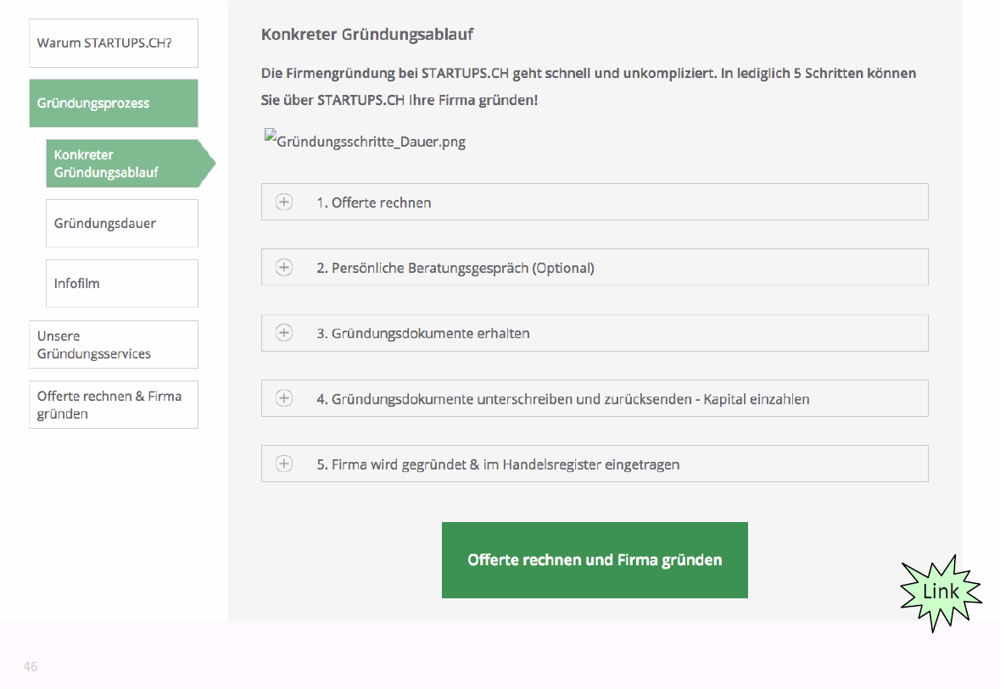 Warum STARTUPS.CH?
Gründungsprozess
Konkreter
Gründungsablauf
Gründungsdauer
Infofilm
Unsere
Gründungsservices
Offerte rechnen & Firma
gründen
Konkreter Gründungsablauf
Die Firmengründung bei STARTUPS.CH geht schnell und unkompliziert. In lediglich 5 Schritten können
Sie über STARTUPS.CH Ihre Firma gründen!
Gründungsschritte_Dauer.png
1. Offerte rechnen
2. Persönliche Beratungsgespräch (Optional)
3. Gründungsdokumente erhalten
4. Gründungsdokumente unterschreiben und zurücksenden - Kapital einzahlen
5. Firma wird gegründet & im Handelsregister eingetragen
Offerte rechnen und Firma gründen
Link
46